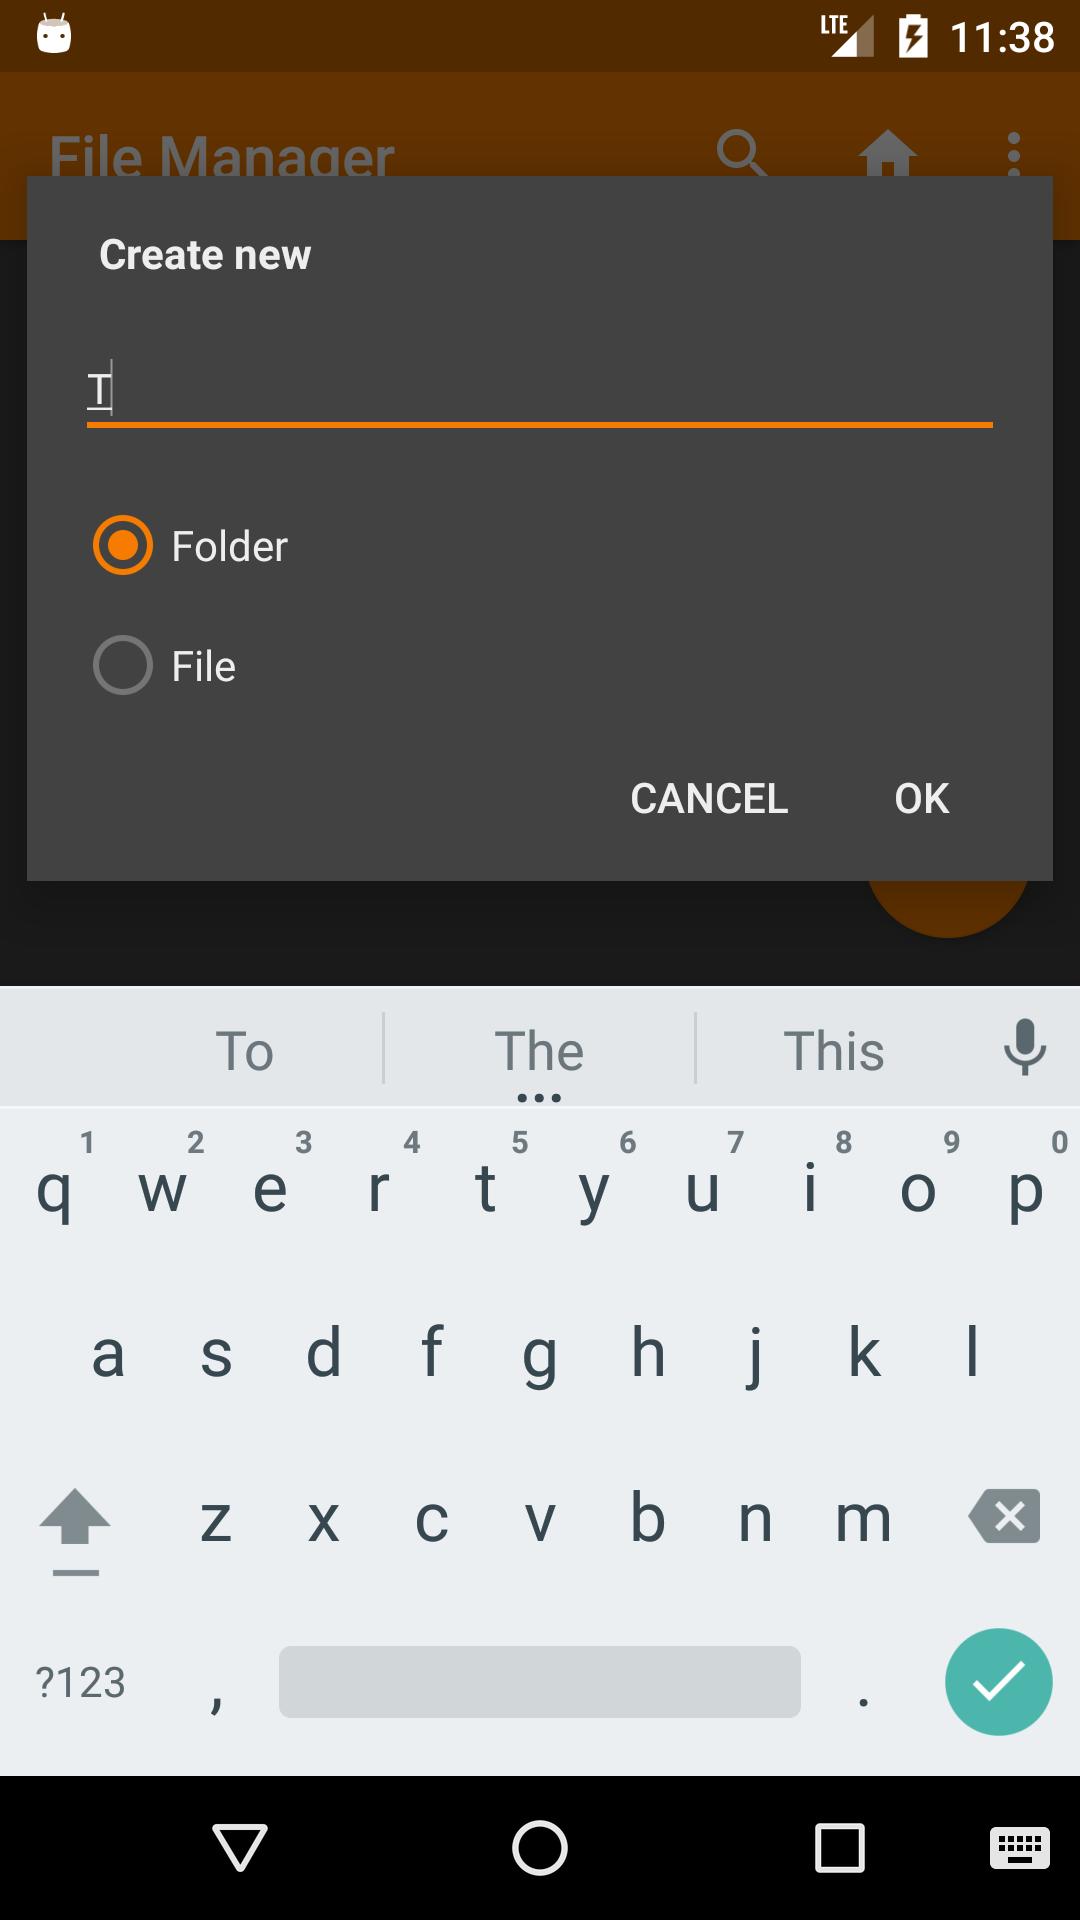 LTE 11:38
File Manager
Create new
T
Folder
File
CANCEL OK
To The This
1 2 3 4 5 6 7 8 9 0
q w e r t y u i o p
a s d f g h j k l
z x c v b n m
?123 , .